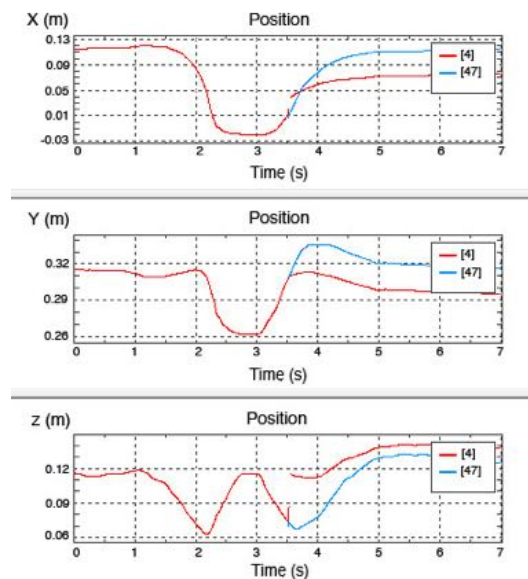 X (m)
Position
0.13
0.09
0.05
0.01
-0.03
[4]
[47]
0 1 2 3 4 5 6 7
Time (s)
Y (m)
Position
0.32
0.29
0.26
[4]
[47]
0 1 2 3 4 5 6 7
Time (s)
Z (m)
Position
0.12
0.09
0.06
[4]
[47]
0 1 2 3 4 5 6 7
Time (s)